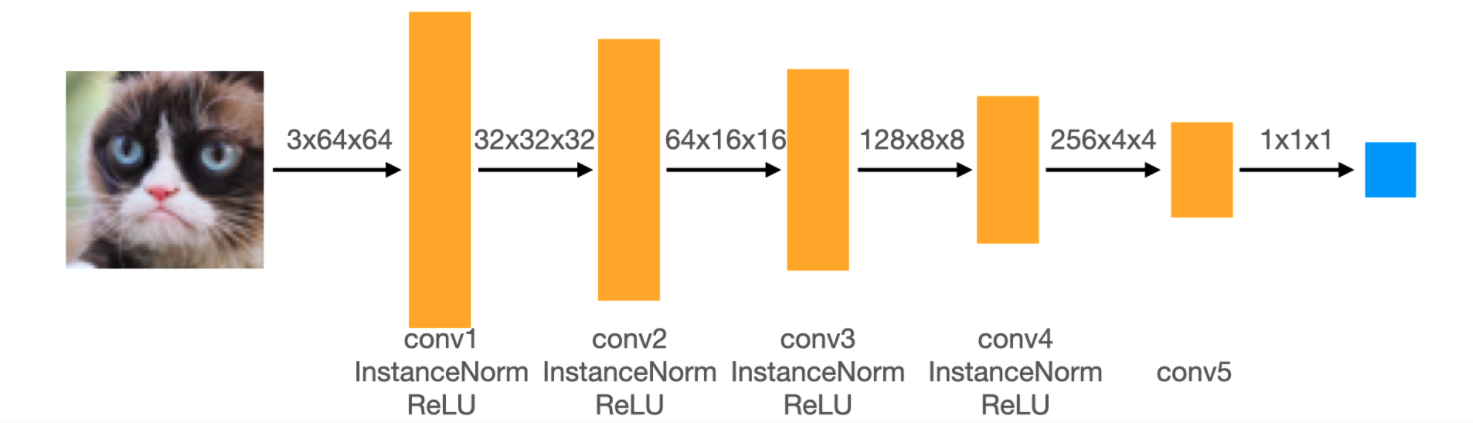 3x64x64
32x32x32
64x16x16
128x8x8
256x4x4
1x1x1
conv1
InstanceNorm
ReLU
conv2
InstanceNorm
ReLU
conv3
InstanceNorm
ReLU
conv4
InstanceNorm
ReLU
conv5